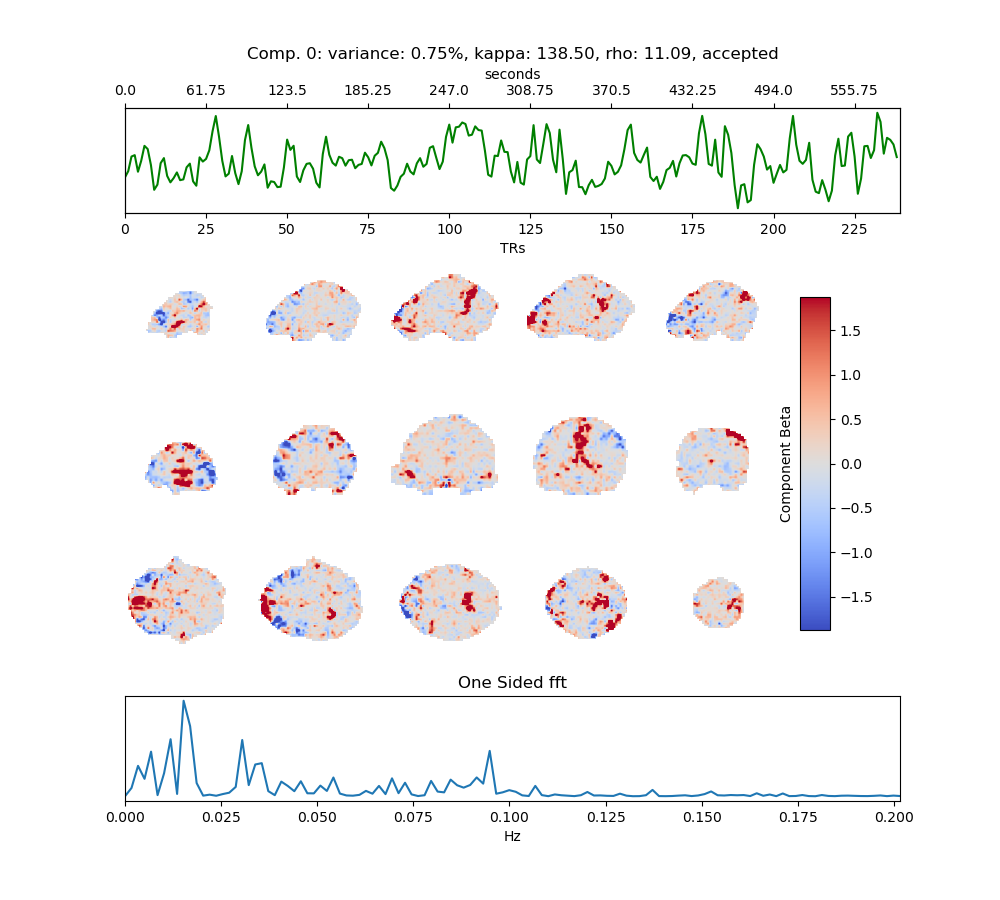 Comp. 0: variance: 0.75%, kappa: 138.50, rho: 11.09, accepted
seconds
0.0 61.75 123.5 185.25 247.0 308.75 370.5 432.25 494.0 555.75
0 25 50 75 100 125 150 175 200 225
TRs
1.5
1.0
0.5
0.0
−0.5
−1.0
−1.5
Component Beta
One Sided fft
0.000 0.025 0.050 0.075 0.100 0.125 0.150 0.175 0.200
Hz